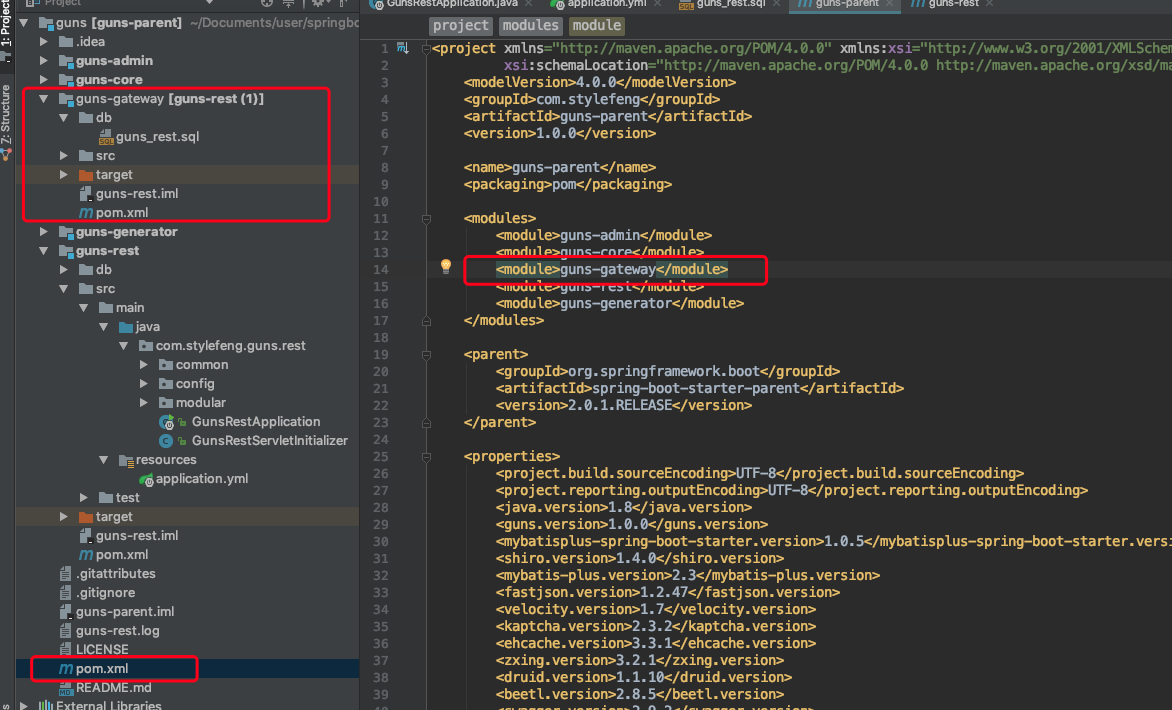 Project
GunsRestApplication.java
application.yml
guns_rest.sql
guns-parent
guns-rest
1: Project
Z: Structure
guns [guns-parent] ~/Documents/user/springbo
.idea
guns-admin
guns-core
guns-gateway [guns-rest (1)]
db
guns_rest.sql
src
target
guns-rest.iml
pom.xml
guns-generator
guns-rest
db
src
main
java
com.stylefeng.guns.rest
common
config
modular
GunsRestApplication
GunsRestServletInitializer
resources
application.yml
test
target
guns-rest.iml
pom.xml
.gitattributes
.gitignore
guns-parent.iml
guns-rest.log
LICENSE
pom.xml
README.md
External Libraries
project modules module
1 <project xmlns="http://maven.apache.org/POM/4.0.0" xmlns:xsi="http://www.w3.org/2001/XMLSchem
2 xsi:schemaLocation="http://maven.apache.org/POM/4.0.0 http://maven.apache.org/xsd/ma
3 <modelVersion>4.0.0</modelVersion>
4 <groupId>com.stylefeng</groupId>
5 <artifactId>guns-parent</artifactId>
6 <version>1.0.0</version>
7
8 <name>guns-parent</name>
9 <packaging>pom</packaging>
10
11 <modules>
12 <module>guns-admin</module>
13 <module>guns-core</module>
14 <module>guns-gateway</module>
15 <module>guns-rest</module>
16 <module>guns-generator</module>
17 </modules>
18
19 <parent>
20 <groupId>org.springframework.boot</groupId>
21 <artifactId>spring-boot-starter-parent</artifactId>
22 <version>2.0.1.RELEASE</version>
23 </parent>
24
25 <properties>
26 <project.build.sourceEncoding>UTF-8</project.build.sourceEncoding>
27 <project.reporting.outputEncoding>UTF-8</project.reporting.outputEncoding>
28 <java.version>1.8</java.version>
29 <guns.version>1.0.0</guns.version>
30 <mybatisplus-spring-boot-starter.version>1.0.5</mybatisplus-spring-boot-starter.versi
31 <shiro.version>1.4.0</shiro.version>
32 <mybatis-plus.version>2.3</mybatis-plus.version>
33 <fastjson.version>1.2.47</fastjson.version>
34 <velocity.version>1.7</velocity.version>
35 <kaptcha.version>2.3.2</kaptcha.version>
36 <ehcache.version>3.3.1</ehcache.version>
37 <zxing.version>3.2.1</zxing.version>
38 <druid.version>1.1.10</druid.version>
39 <beetl.version>2.8.5</beetl.version>